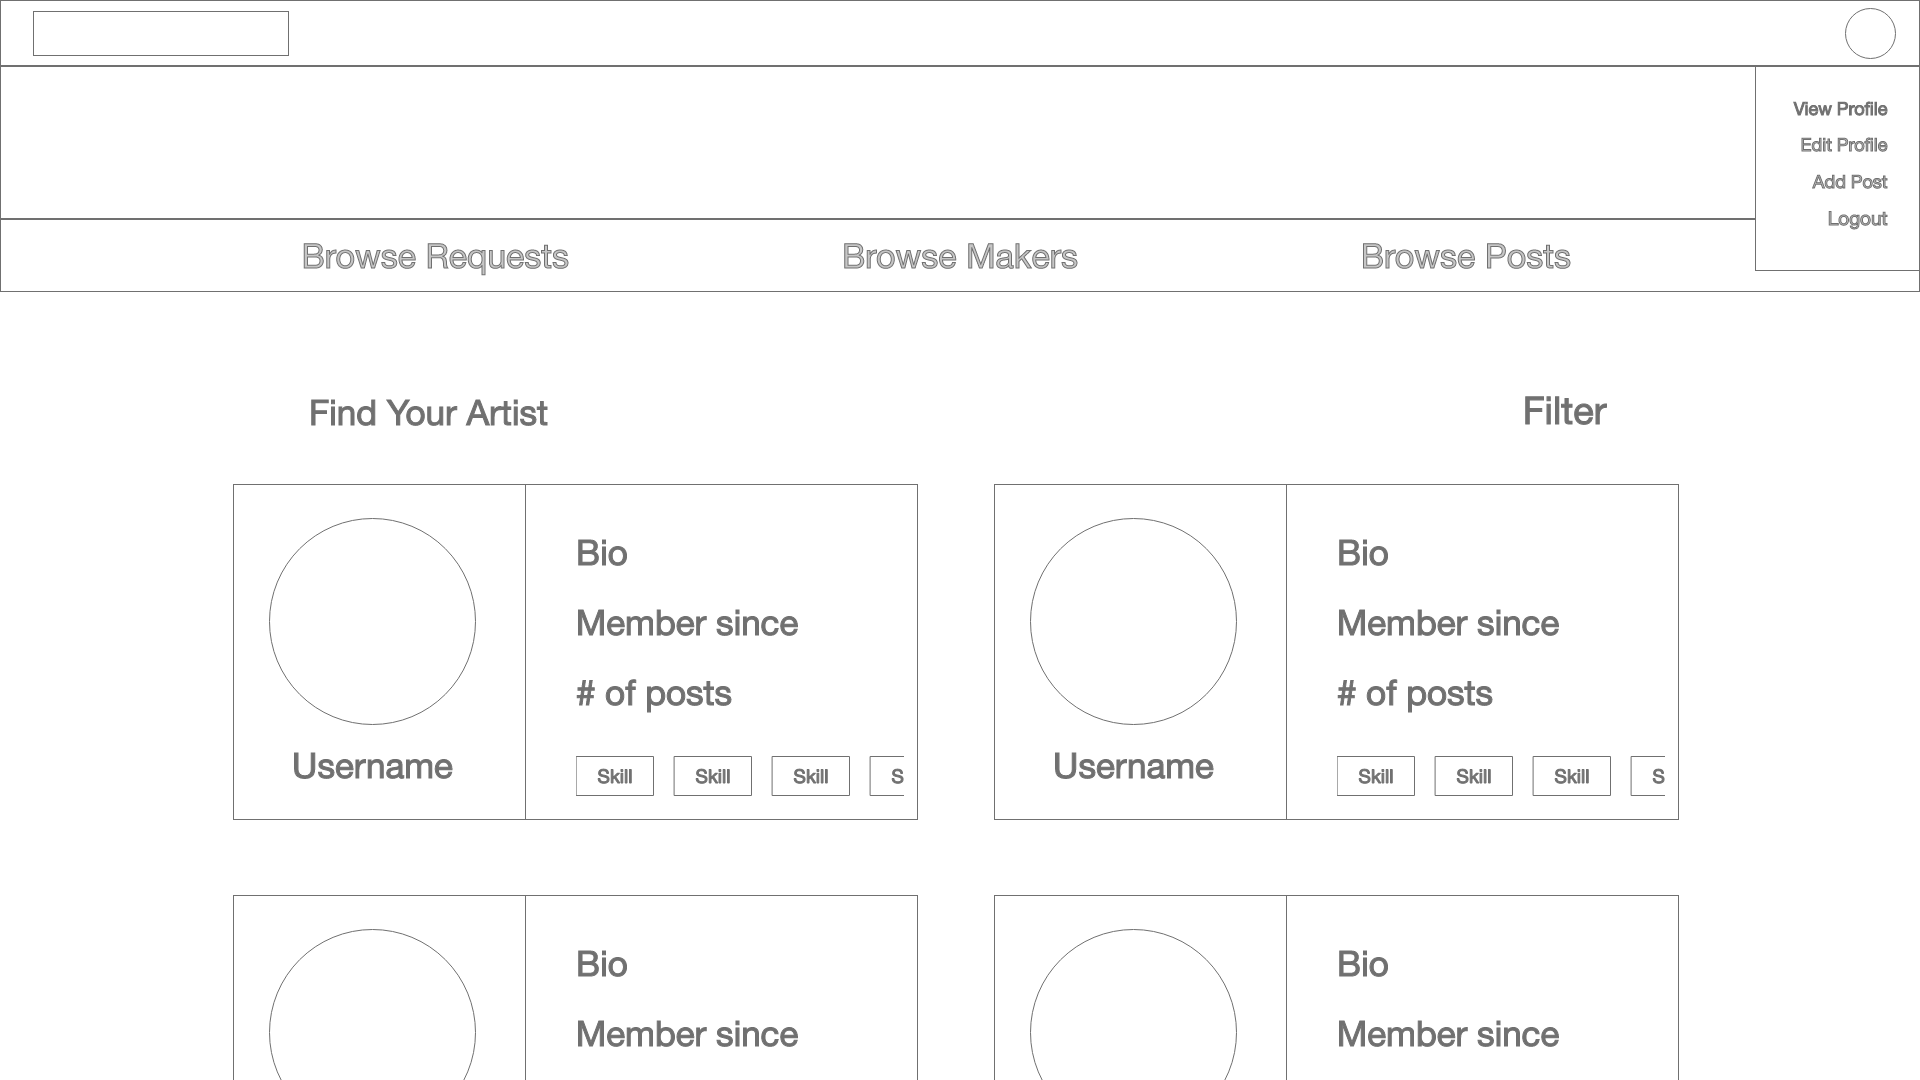 View Profile
Edit Profile
Add Post
Logout
Browse Requests
Browse Makers
Browse Posts
Find Your Artist
Filter
Bio
Member since
# of posts
Username
Skill
Skill
Skill
S
Bio
Member since
# of posts
Username
Skill
Skill
Skill
S
Bio
Member since
Bio
Member since